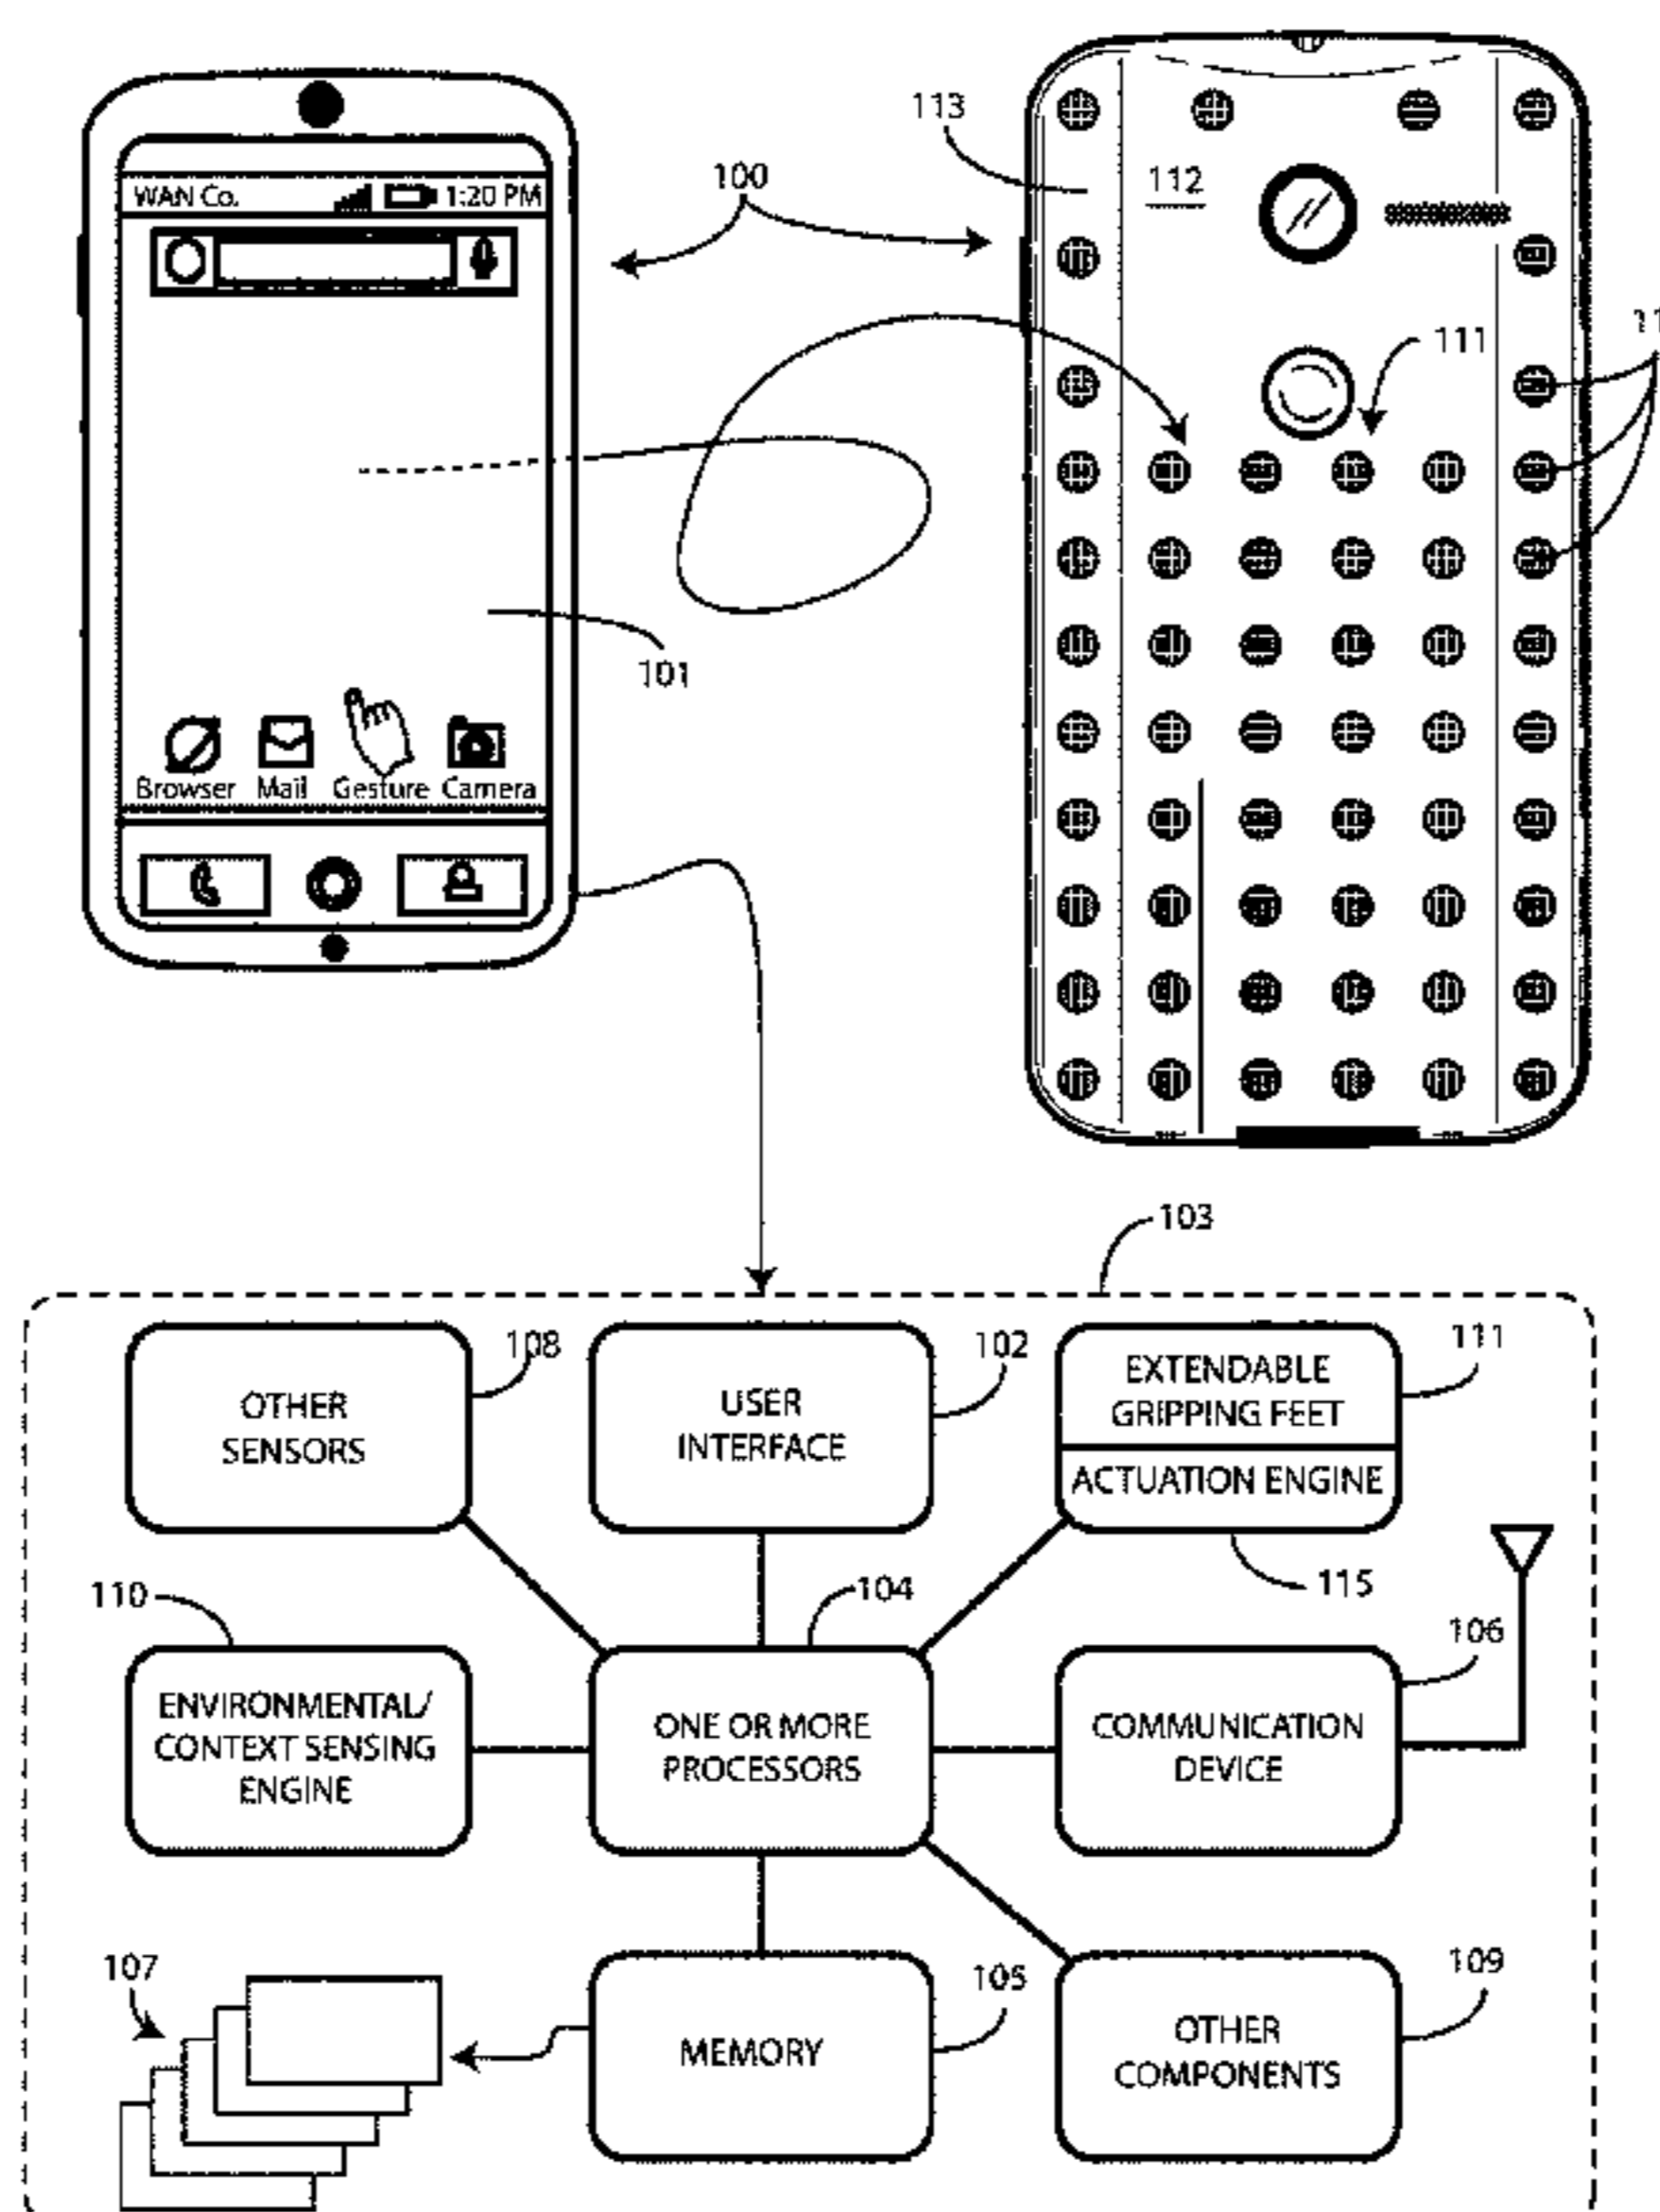 113
100
112
WAN Co. 1:20 PM
111
101
Browser Mail Gesture Camera
103
108
102
111
OTHER
SENSORS
USER
INTERFACE
EXTENDABLE
GRIPPING FEET
ACTUATION ENGINE
110
104
115
106
ENVIRONMENTAL/
CONTEXT SENSING
ENGINE
ONE OR MORE
PROCESSORS
COMMUNICATION
DEVICE
107
105
109
MEMORY
OTHER
COMPONENTS